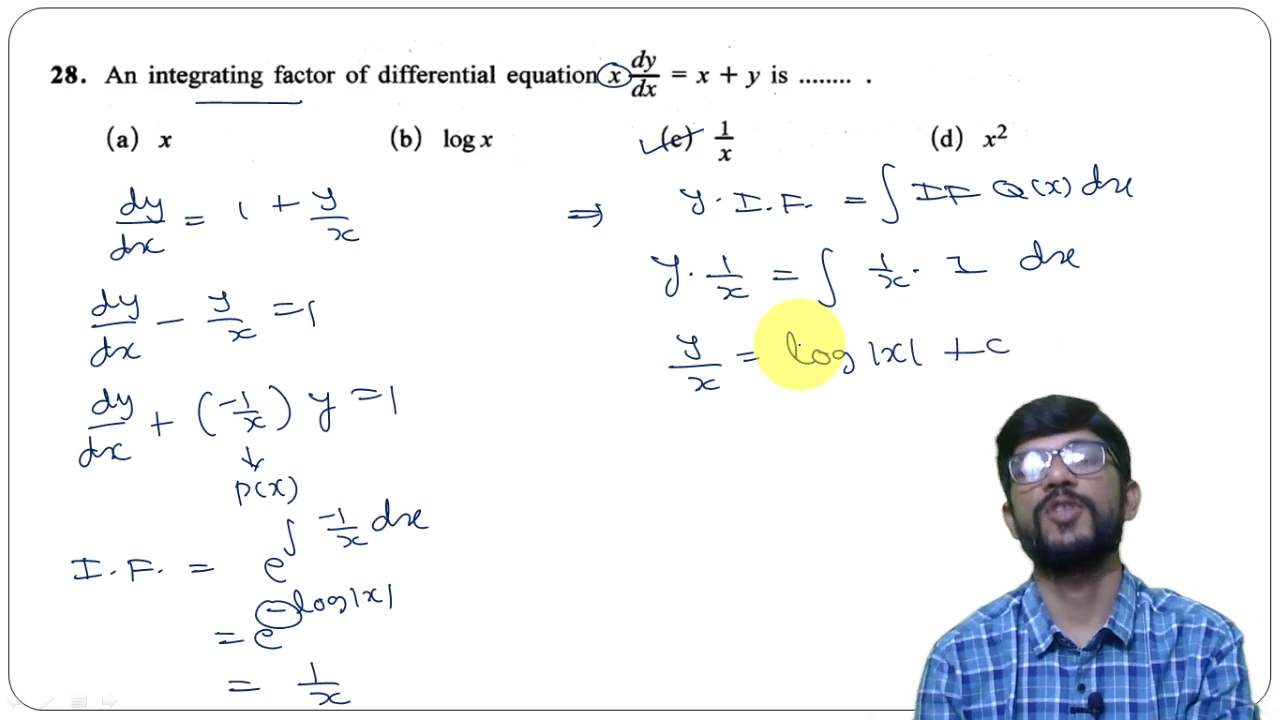 28. An integrating factor of differential equation x dy/dx = x + y is ........ .
(a) x (b) log x (c) 1/x (d) x²
dy/dx = 1 + y/x
dy/dx - y/x = 1
dy/dx + (-1/x) y = 1
↓
P(x)
I.F. = e^∫ -1/x dx
= e^-log|x|
= 1/x
⇒ y. I.F. = ∫ IF Q(x) dx
y. 1/x = ∫ 1/x . 1 dx
y/x = log |x| + c